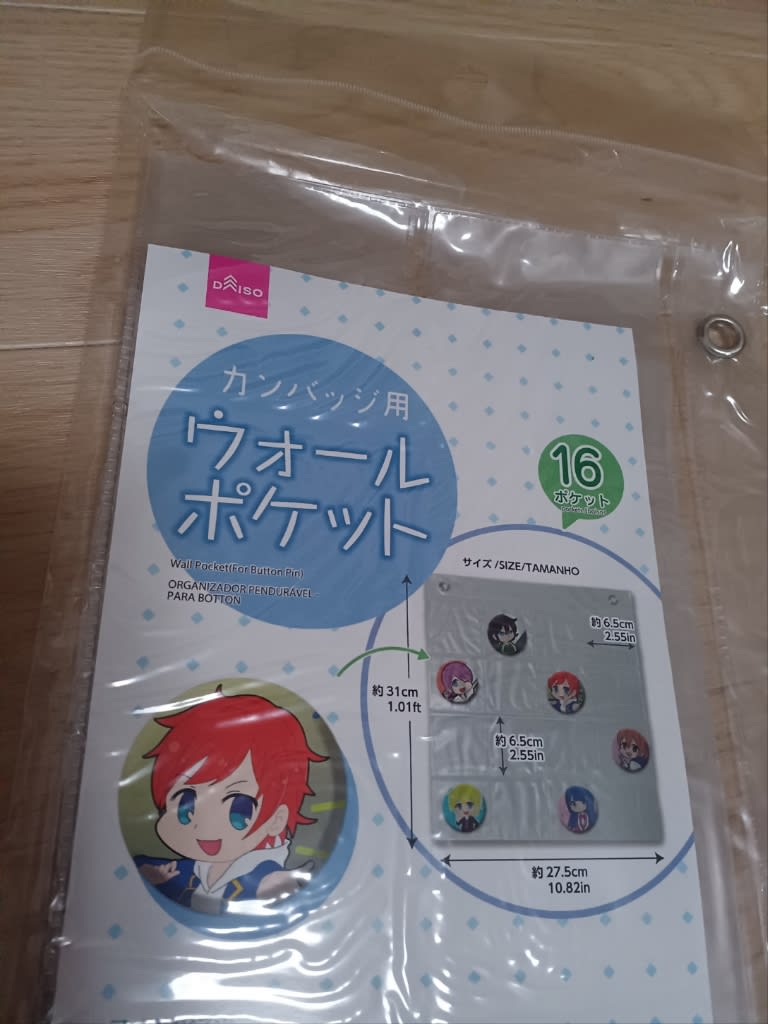 DAISO
カンバッジ用
ウォール
ポケット
Wall Pocket(For Button Pin)
ORGANIZADOR PENDURÁVEL -
PARA BOTTON
16
ポケット
サイズ /SIZE/TAMANHO
約 6.5cm
2.55in
約 31cm
1.01ft
約 6.5cm
2.55in
約 27.5cm
10.82in